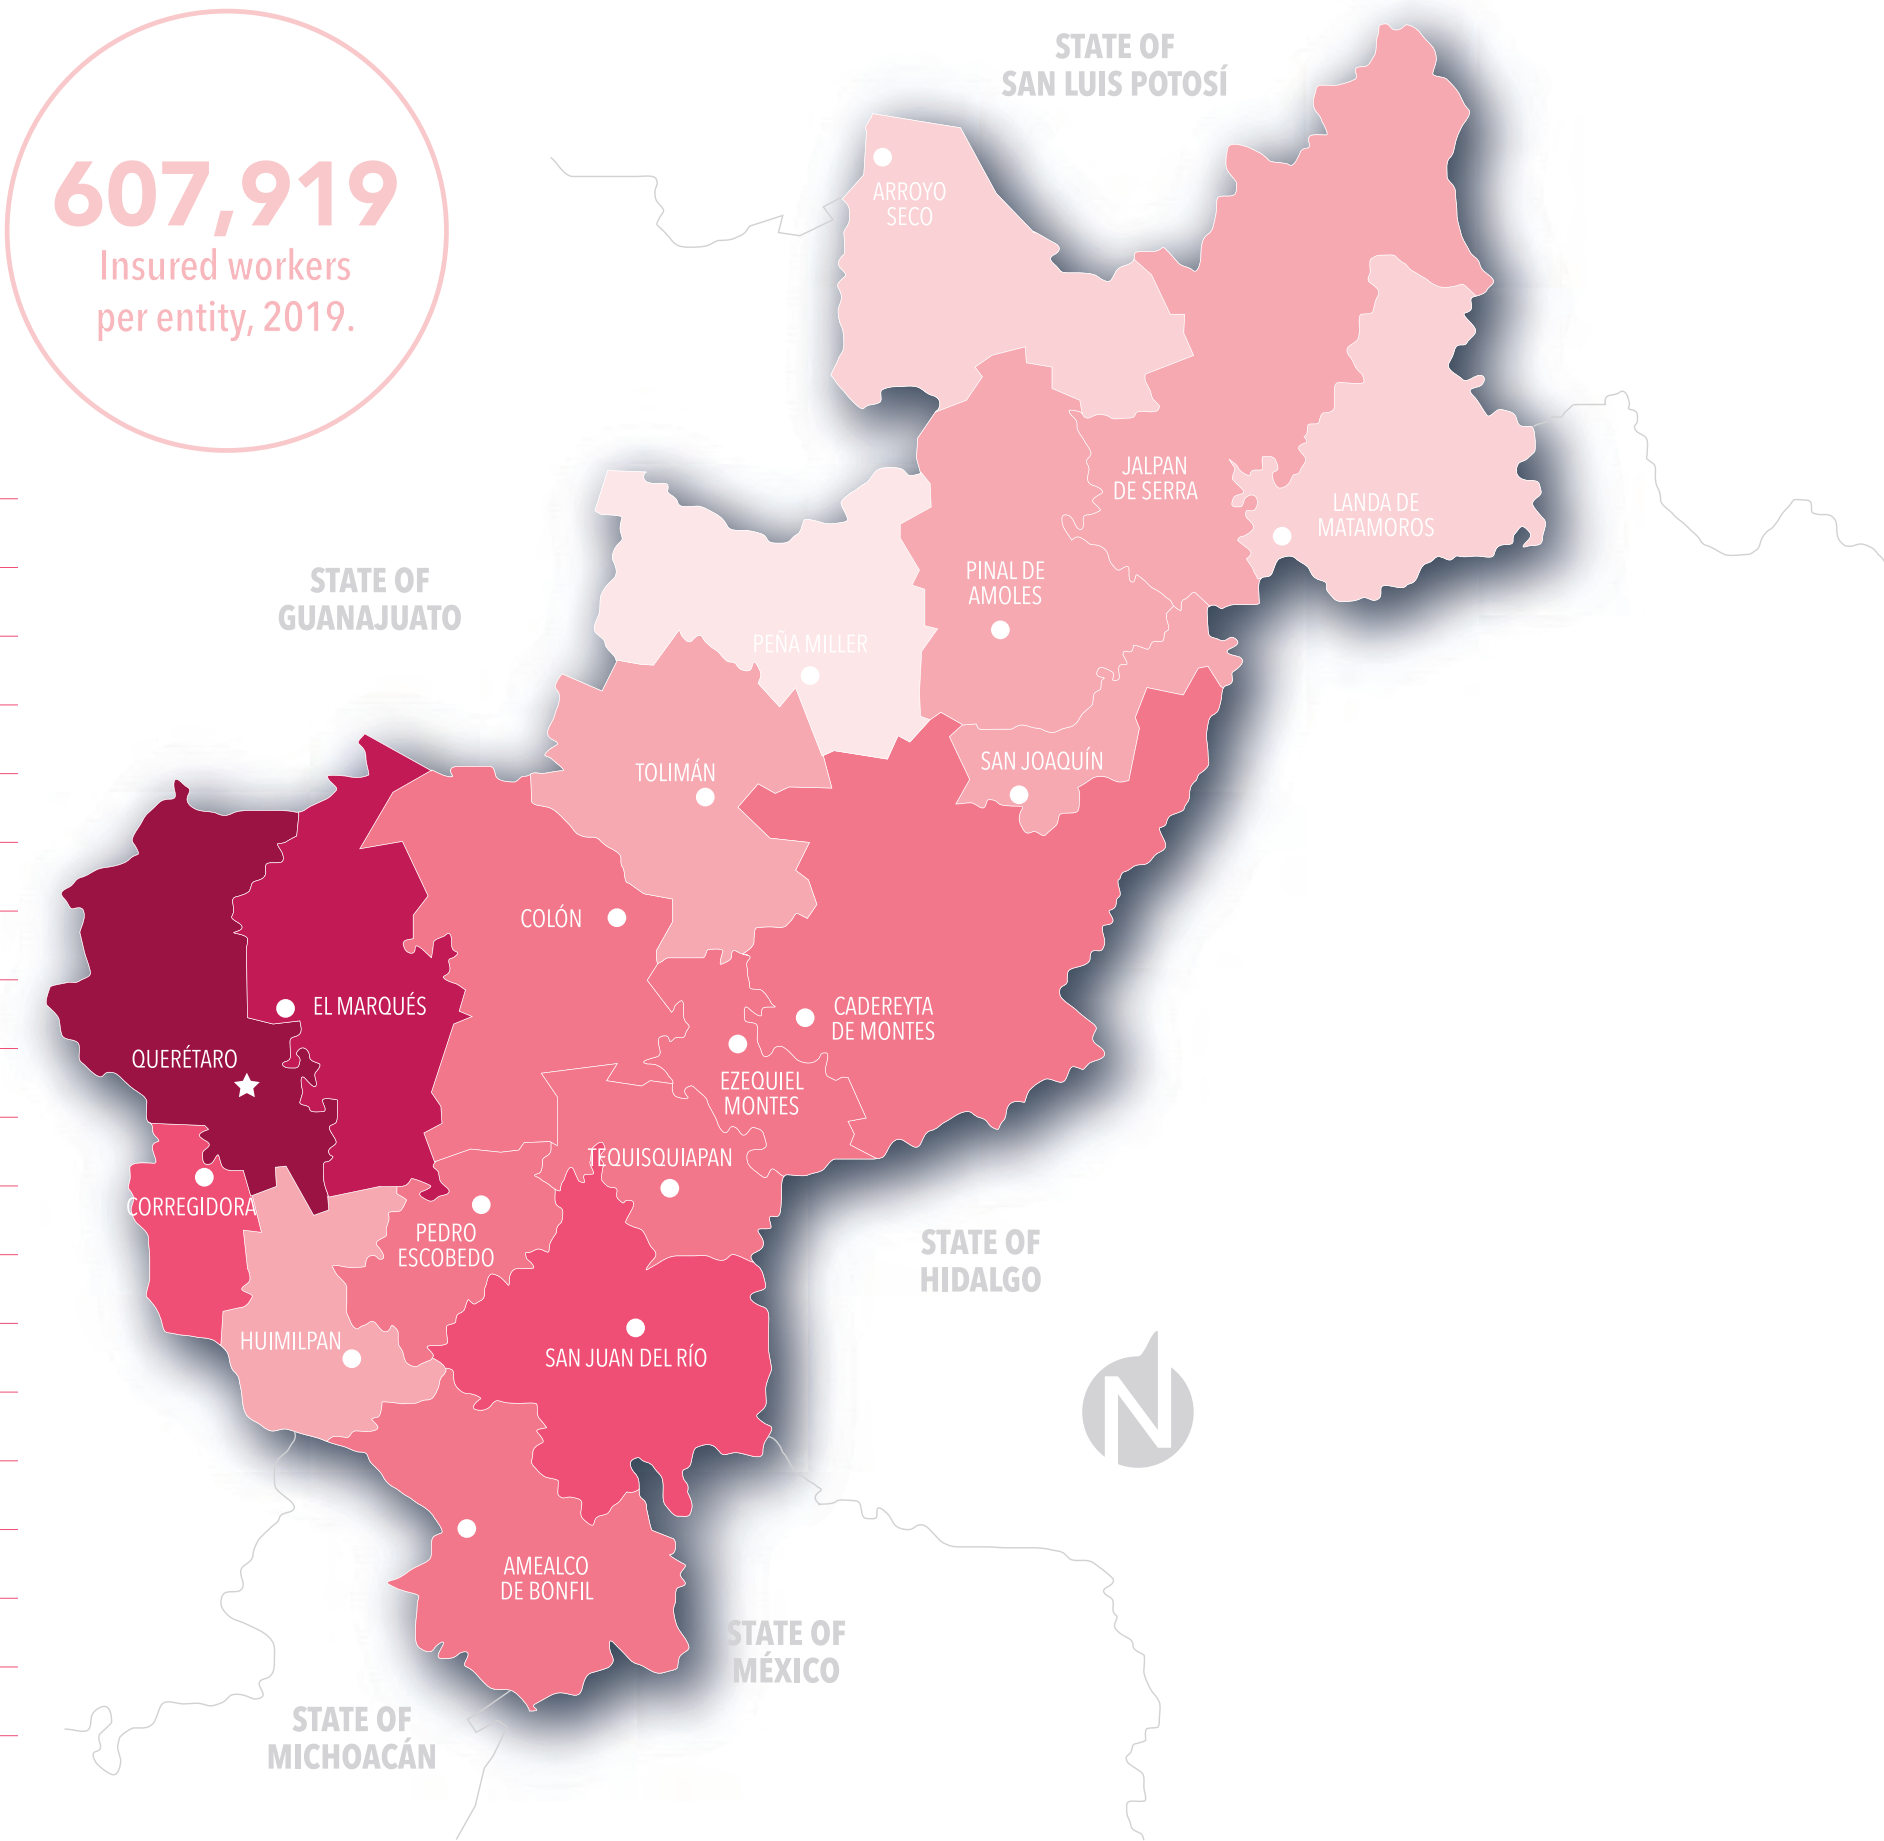 607,919
Insured workers
per entity, 2019.
STATE OF
SAN LUIS POTOSÍ
ARROYO
SECO
JALPAN
DE SERRA
LANDA DE
MATAMOROS
STATE OF
GUANAJUATO
PINAL DE
AMOLES
PEÑA MILLER
TOLIMÁN
SAN JOAQUÍN
COLÓN
EL MARQUÉS
CADEREYTA
DE MONTES
QUERÉTARO
EZEQUIEL
MONTES
TEQUISQUIAPAN
CORREGIDORA
PEDRO
ESCOBEDO
STATE OF
HIDALGO
HUIMILPAN
SAN JUAN DEL RÍO
N
AMEALCO
DE BONFIL
STATE OF
MÉXICO
STATE OF
MICHOACÁN